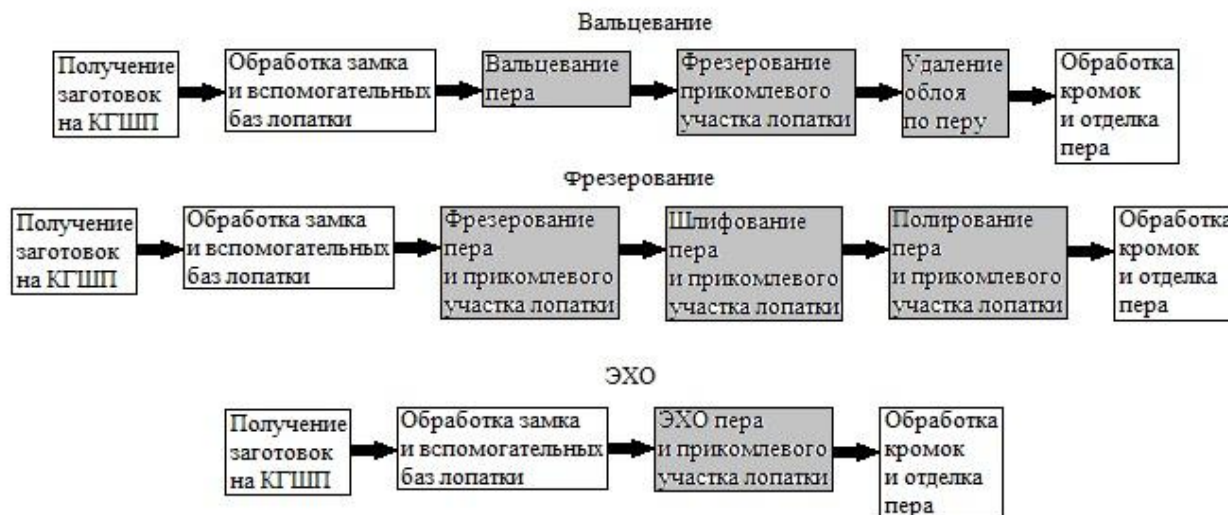 Вальцевание
Получение
заготовок
на КГШП
Обработка замка
и вспомогательных
баз лопатки
Вальцевание
пера
Фрезерование
прикомлевого
участка лопатки
Удаление
облоя
по перу
Обработка
кромок
и отделка
пера
Фрезерование
Получение
заготовок
на КГШП
Обработка замка
и вспомогательных
баз лопатки
Фрезерование
пера
и прикомлевого
участка лопатки
Шлифование
пера
и прикомлевого
участка лопатки
Полирование
пера
и прикомлевого
участка лопатки
Обработка
кромок
и отделка
пера
ЭХО
Получение
заготовок
на КГШП
Обработка замка
и вспомогательных
баз лопатки
ЭХО пера
и прикомлевого
участка лопатки
Обработка
кромок
и отделка
пера